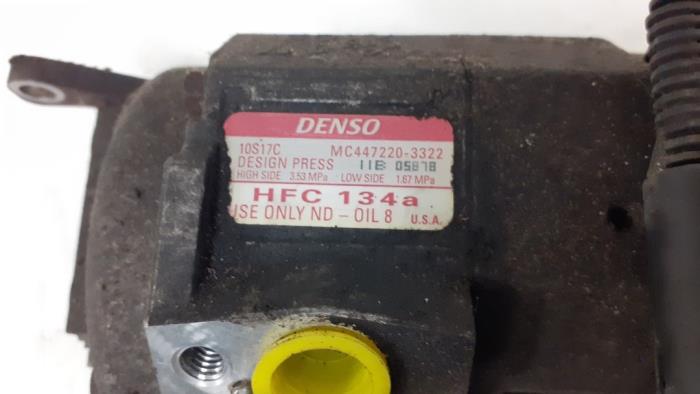 DENSO
10S17C MC447220-3322
DESIGN PRESS 11B 05878
HIGH SIDE 3.53 MPa LOW SIDE 1.67 MPa
HFC 134a
USE ONLY ND-OIL 8 U.S.A.